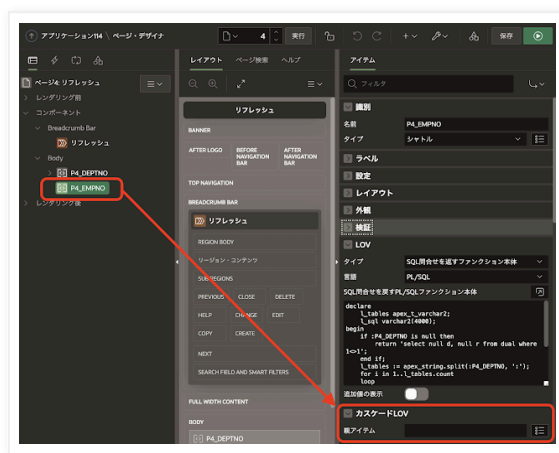 アプリケーション114 \ ページ・デザイナ
4
実行
保存
ページ4: リフレッシュ
レンダリング前
コンポーネント
Breadcrumb Bar
リフレッシュ
Body
P4_DEPTNO
P4_EMPNO
レンダリング後
レイアウト
ページ検索
ヘルプ
リフレッシュ
BANNER
AFTER LOGO
BEFORE NAVIGATION BAR
AFTER NAVIGATION BAR
TOP NAVIGATION
BREADCRUMB BAR
リフレッシュ
REGION BODY
リージョン・コンテンツ
SUB REGIONS
PREVIOUS
CLOSE
DELETE
HELP
CHANGE
EDIT
COPY
CREATE
NEXT
SEARCH FIELD AND SMART FILTERS
FULL WIDTH CONTENT
BODY
P4_DEPTNO
アイテム
フィルタ
識別
名前
P4_EMPNO
タイプ
シャトル
ラベル
設定
レイアウト
外観
検証
LOV
タイプ
SQL問合せを返すファンクション本体
言語
PL/SQL
SQL問合せを戻すPL/SQLファンクション本体
declare
l_tables apex_t_varchar2;
l_sql varchar2(4000);
begin
if :P4_DEPTNO is null then
return 'select null d, null r from dual where
1<>1';
end if;
l_tables := apex_string.split(:P4_DEPTNO, ':');
for i in 1..l_tables.count
loop
追加値の表示
カスケードLOV
親アイテム